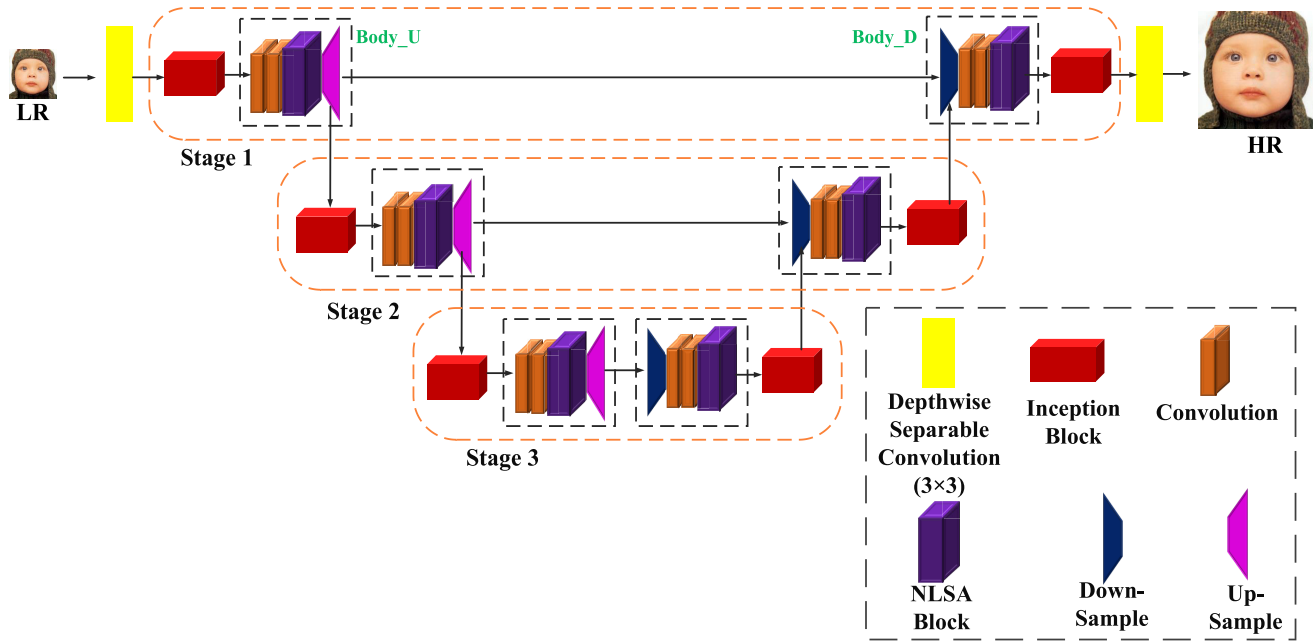 Body_U
Body_D
LR
HR
Stage 1
Stage 2
Stage 3
Depthwise
Separable
Convolution
(3×3)
Inception
Block
Convolution
NLSA
Block
Down-
Sample
Up-
Sample